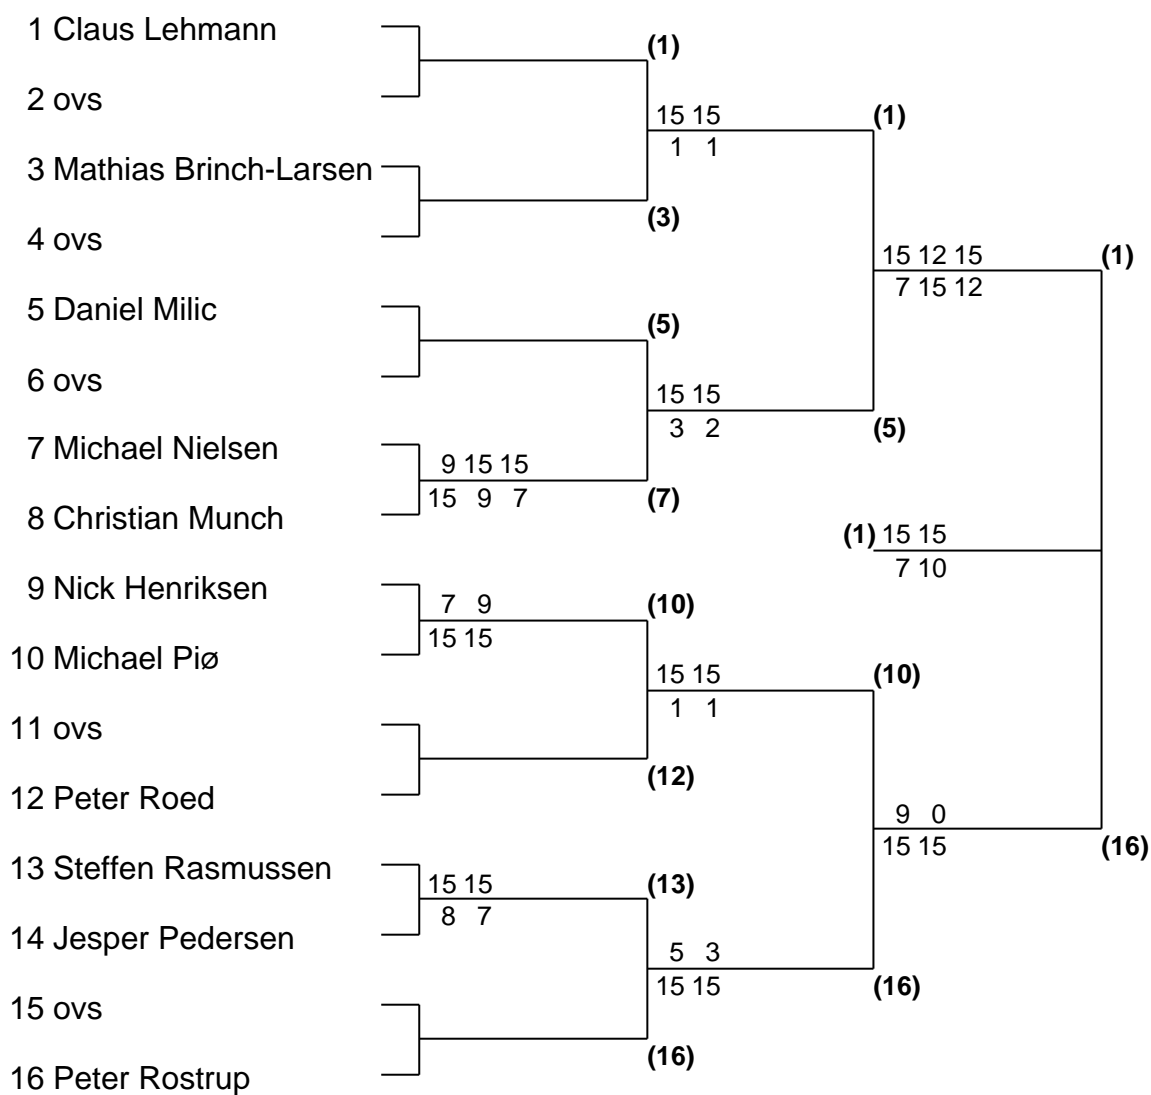 1 Claus Lehmann
(1)
2 ovs
15 15
(1)
1 1
3 Mathias Brinch-Larsen
(3)
4 ovs
15 12 15
(1)
7 15 12
5 Daniel Milic
(5)
6 ovs
15 15
3 2
(5)
7 Michael Nielsen
9 15 15
15 9 7
(7)
8 Christian Munch
(1) 15 15
7 10
9 Nick Henriksen
7 9
(10)
15 15
10 Michael Piø
15 15
(10)
1 1
11 ovs
(12)
12 Peter Roed
9 0
15 15
(16)
13 Steffen Rasmussen
15 15
(13)
8 7
14 Jesper Pedersen
5 3
15 15
(16)
15 ovs
(16)
16 Peter Rostrup